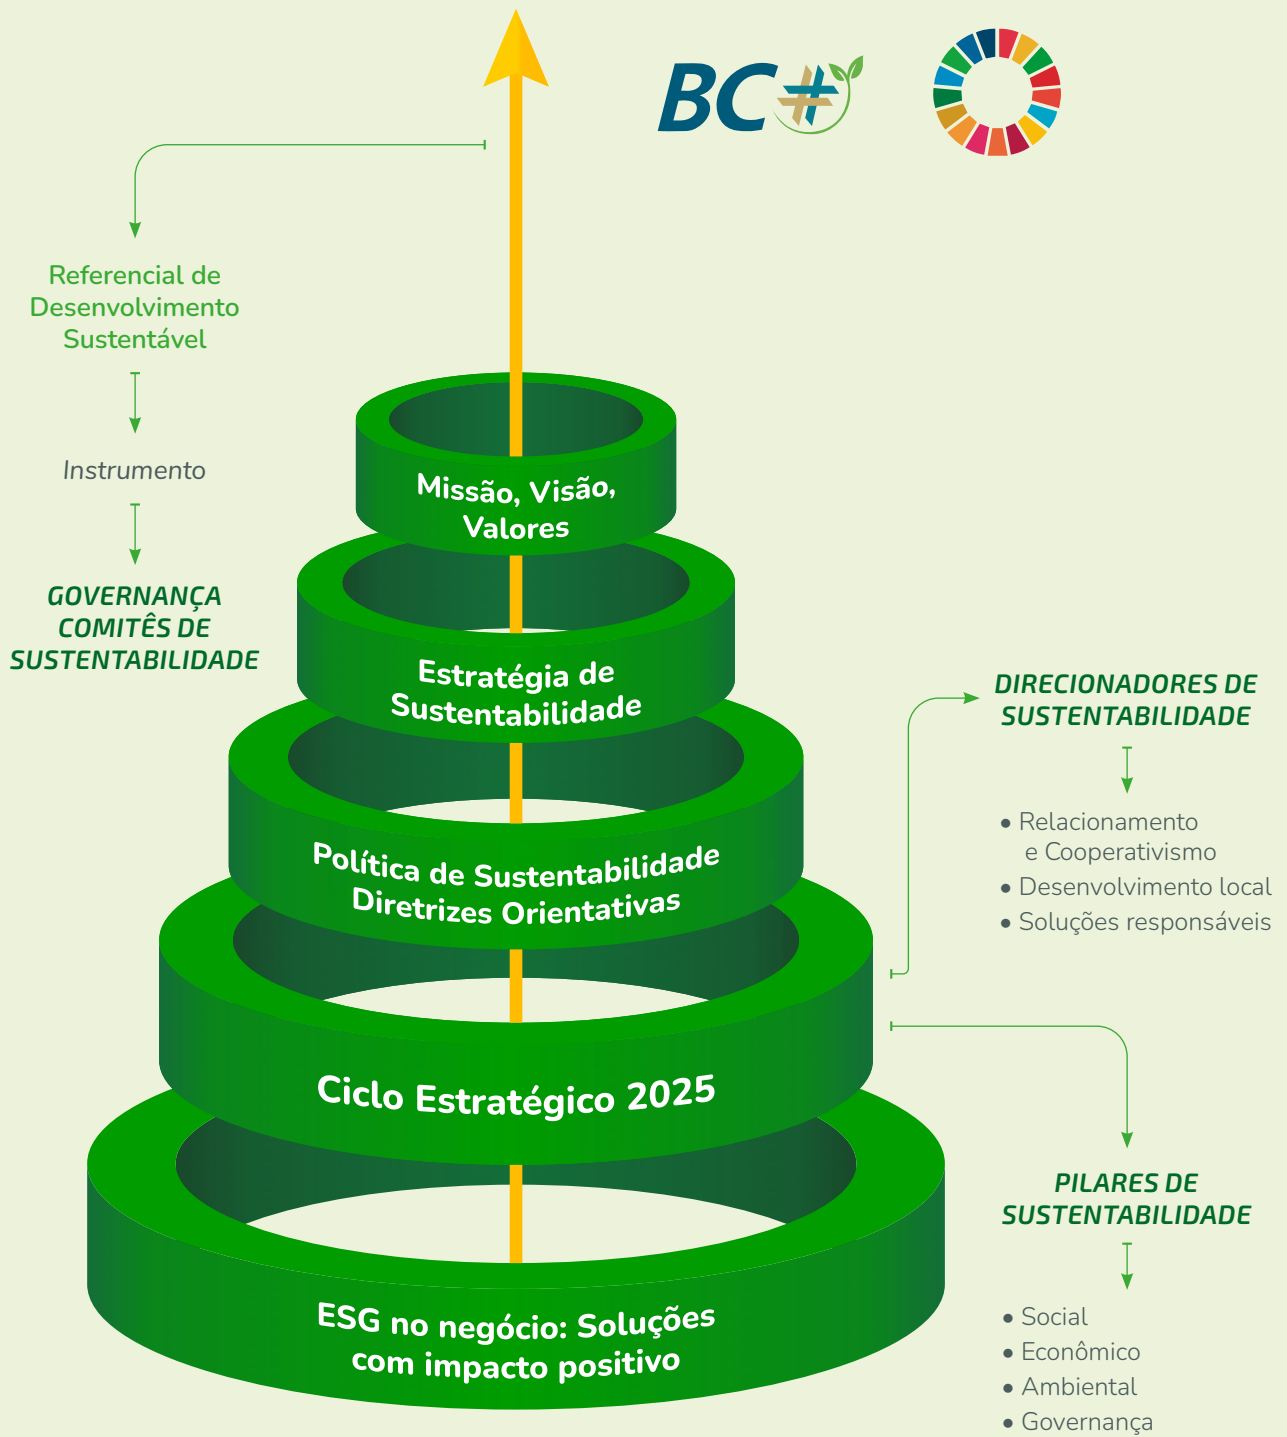 BC#
Referencial de
Desenvolvimento
Sustentável
Instrumento
GOVERNANÇA
COMITÊS DE
SUSTENTABILIDADE
Missão, Visão,
Valores
Estratégia de
Sustentabilidade
Política de Sustentabilidade
Diretrizes Orientativas
Ciclo Estratégico 2025
ESG no negócio: Soluções
com impacto positivo
DIRECIONADORES DE
SUSTENTABILIDADE
• Relacionamento
e Cooperativismo
• Desenvolvimento local
• Soluções responsáveis
PILARES DE
SUSTENTABILIDADE
• Social
• Econômico
• Ambiental
• Governança